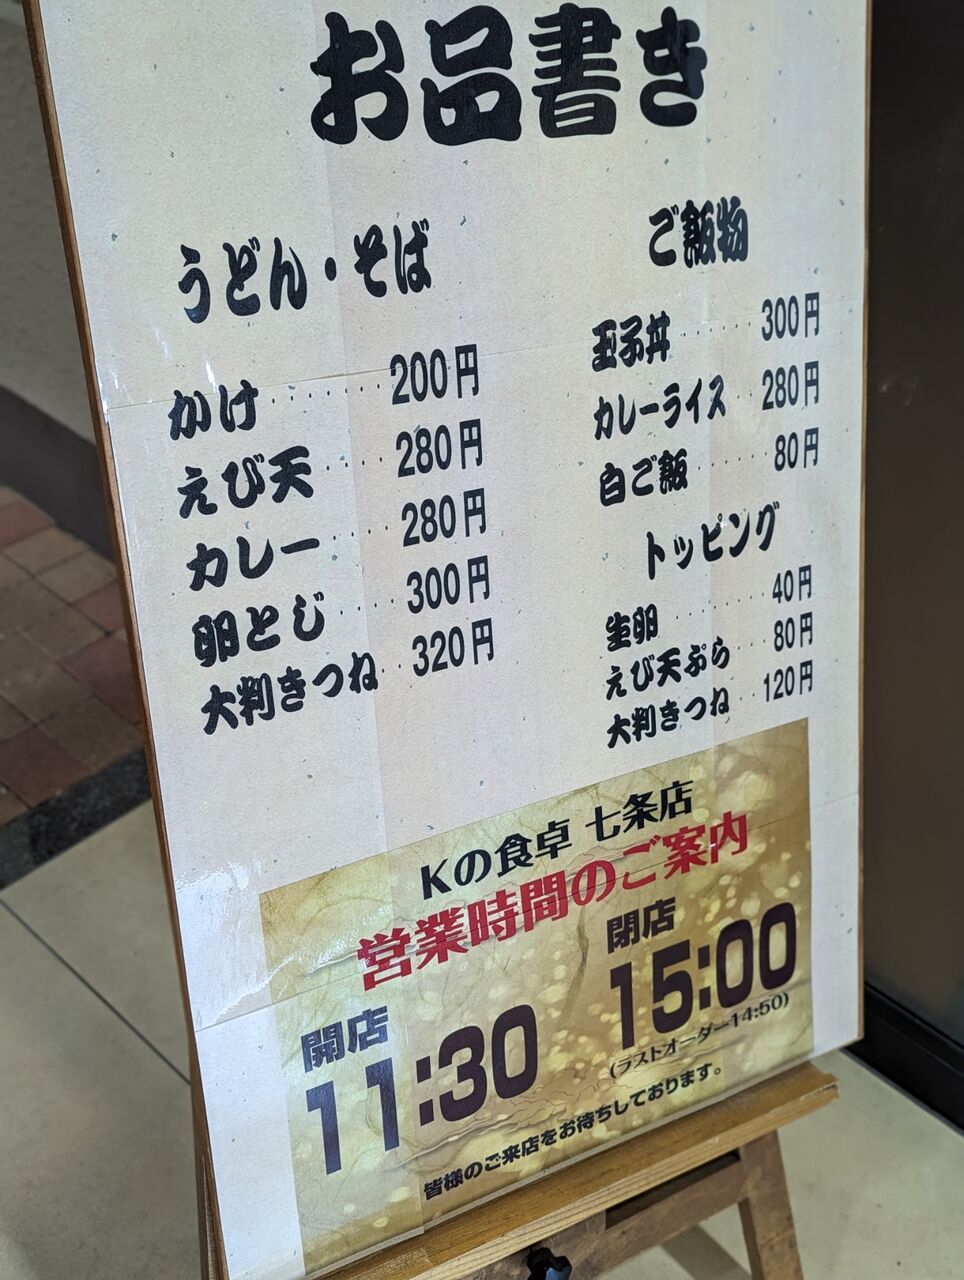 お品書き
うどん・そば
かけ 200円
えび天 280円
カレー 280円
卵とじ 300円
大判きつね 320円
ご飯物
玉子丼 300円
カレーライス 280円
白ご飯 80円
トッピング
生卵 40円
えび天ぷら 80円
大判きつね 120円
Kの食卓 七条店
営業時間のご案内
開店
11:30
閉店
15:00
(ラストオーダー14:50)
皆様のご来店をお待ちしております。